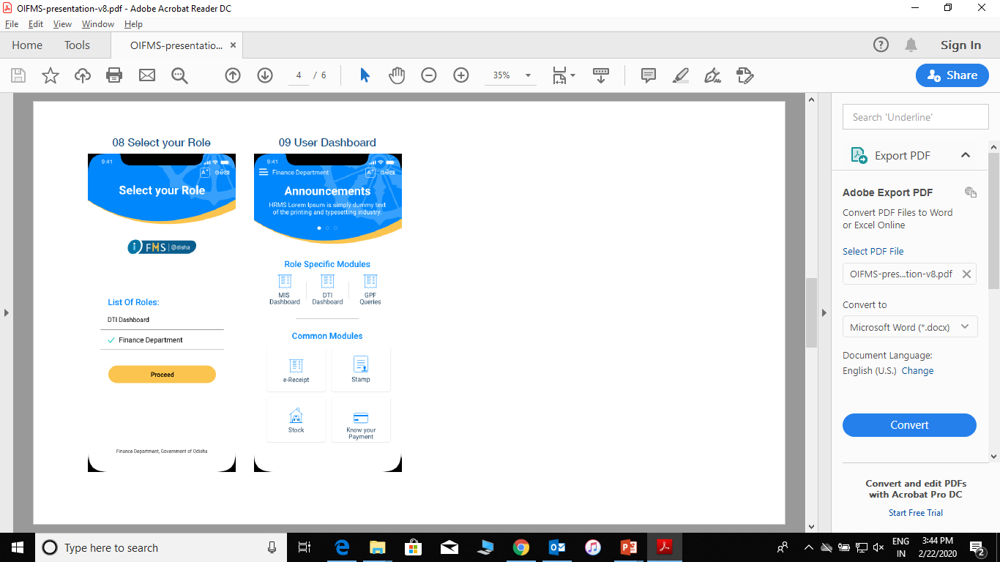 OIFMS-presentation-v8.pdf - Adobe Acrobat Reader DC
File Edit View Window Help
Home Tools OIFMS-presentatio... × Sign In
4 / 6 35% Share
08 Select your Role
9:41
A+ ଓଡ଼ିଆ
Select your Role
i FMS @disha
List Of Roles:
DTI Dashboard
Finance Department
Proceed
Finance Department, Government of Odisha
09 User Dashboard
9:41
Finance Department A+ ଓଡ଼ିଆ
Announcements
HRMS Lorem Ipsum is simply dummy text
of the printing and typesetting industry.
Role Specific Modules
MIS
Dashboard
DTI
Dashboard
GPF
Queries
Common Modules
e-Receipt
Stamp
Stock
Know your
Payment
Search 'Underline'
Export PDF
Adobe Export PDF
Convert PDF Files to Word
or Excel Online
Select PDF File
OIFMS-pres...tion-v8.pdf
Convert to
Microsoft Word (*.docx)
Document Language:
English (U.S.) Change
Convert
Convert and edit PDFs
with Acrobat Pro DC
Start Free Trial
Type here to search
ENG
IN
3:44 PM
2/22/2020
2